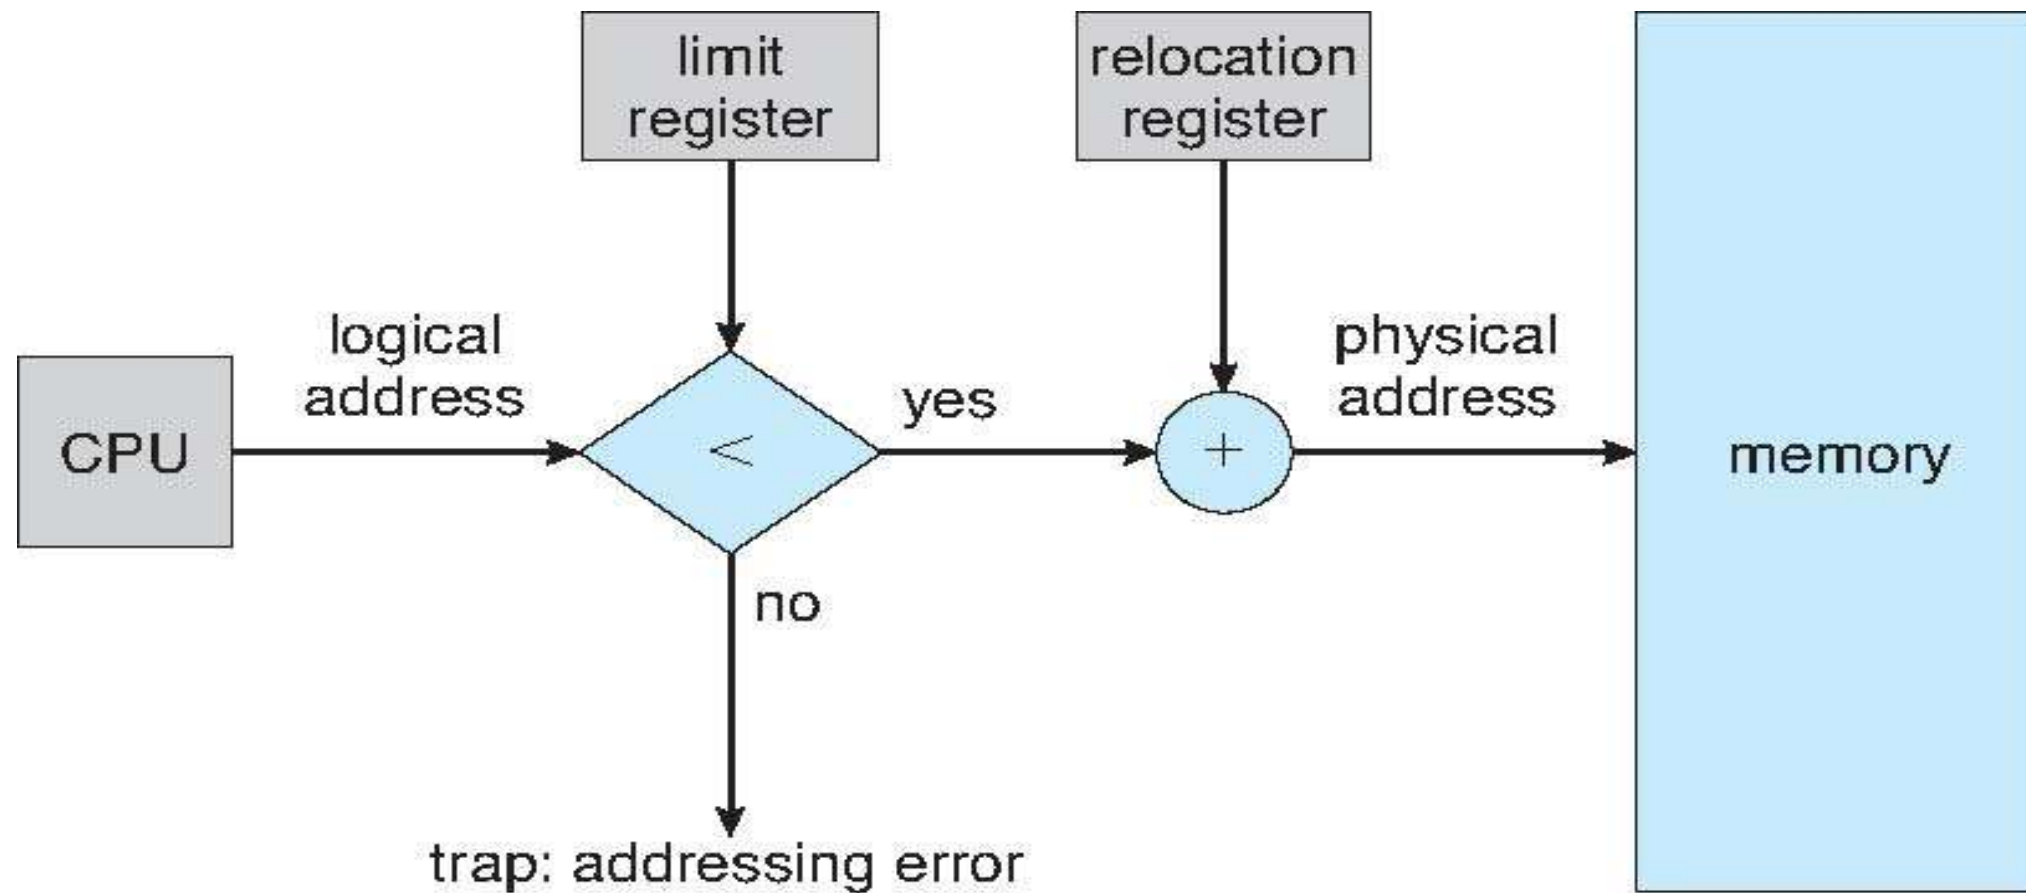 limit
register
relocation
register
logical
address
physical
address
CPU
<
yes
+
memory
no
trap: addressing error